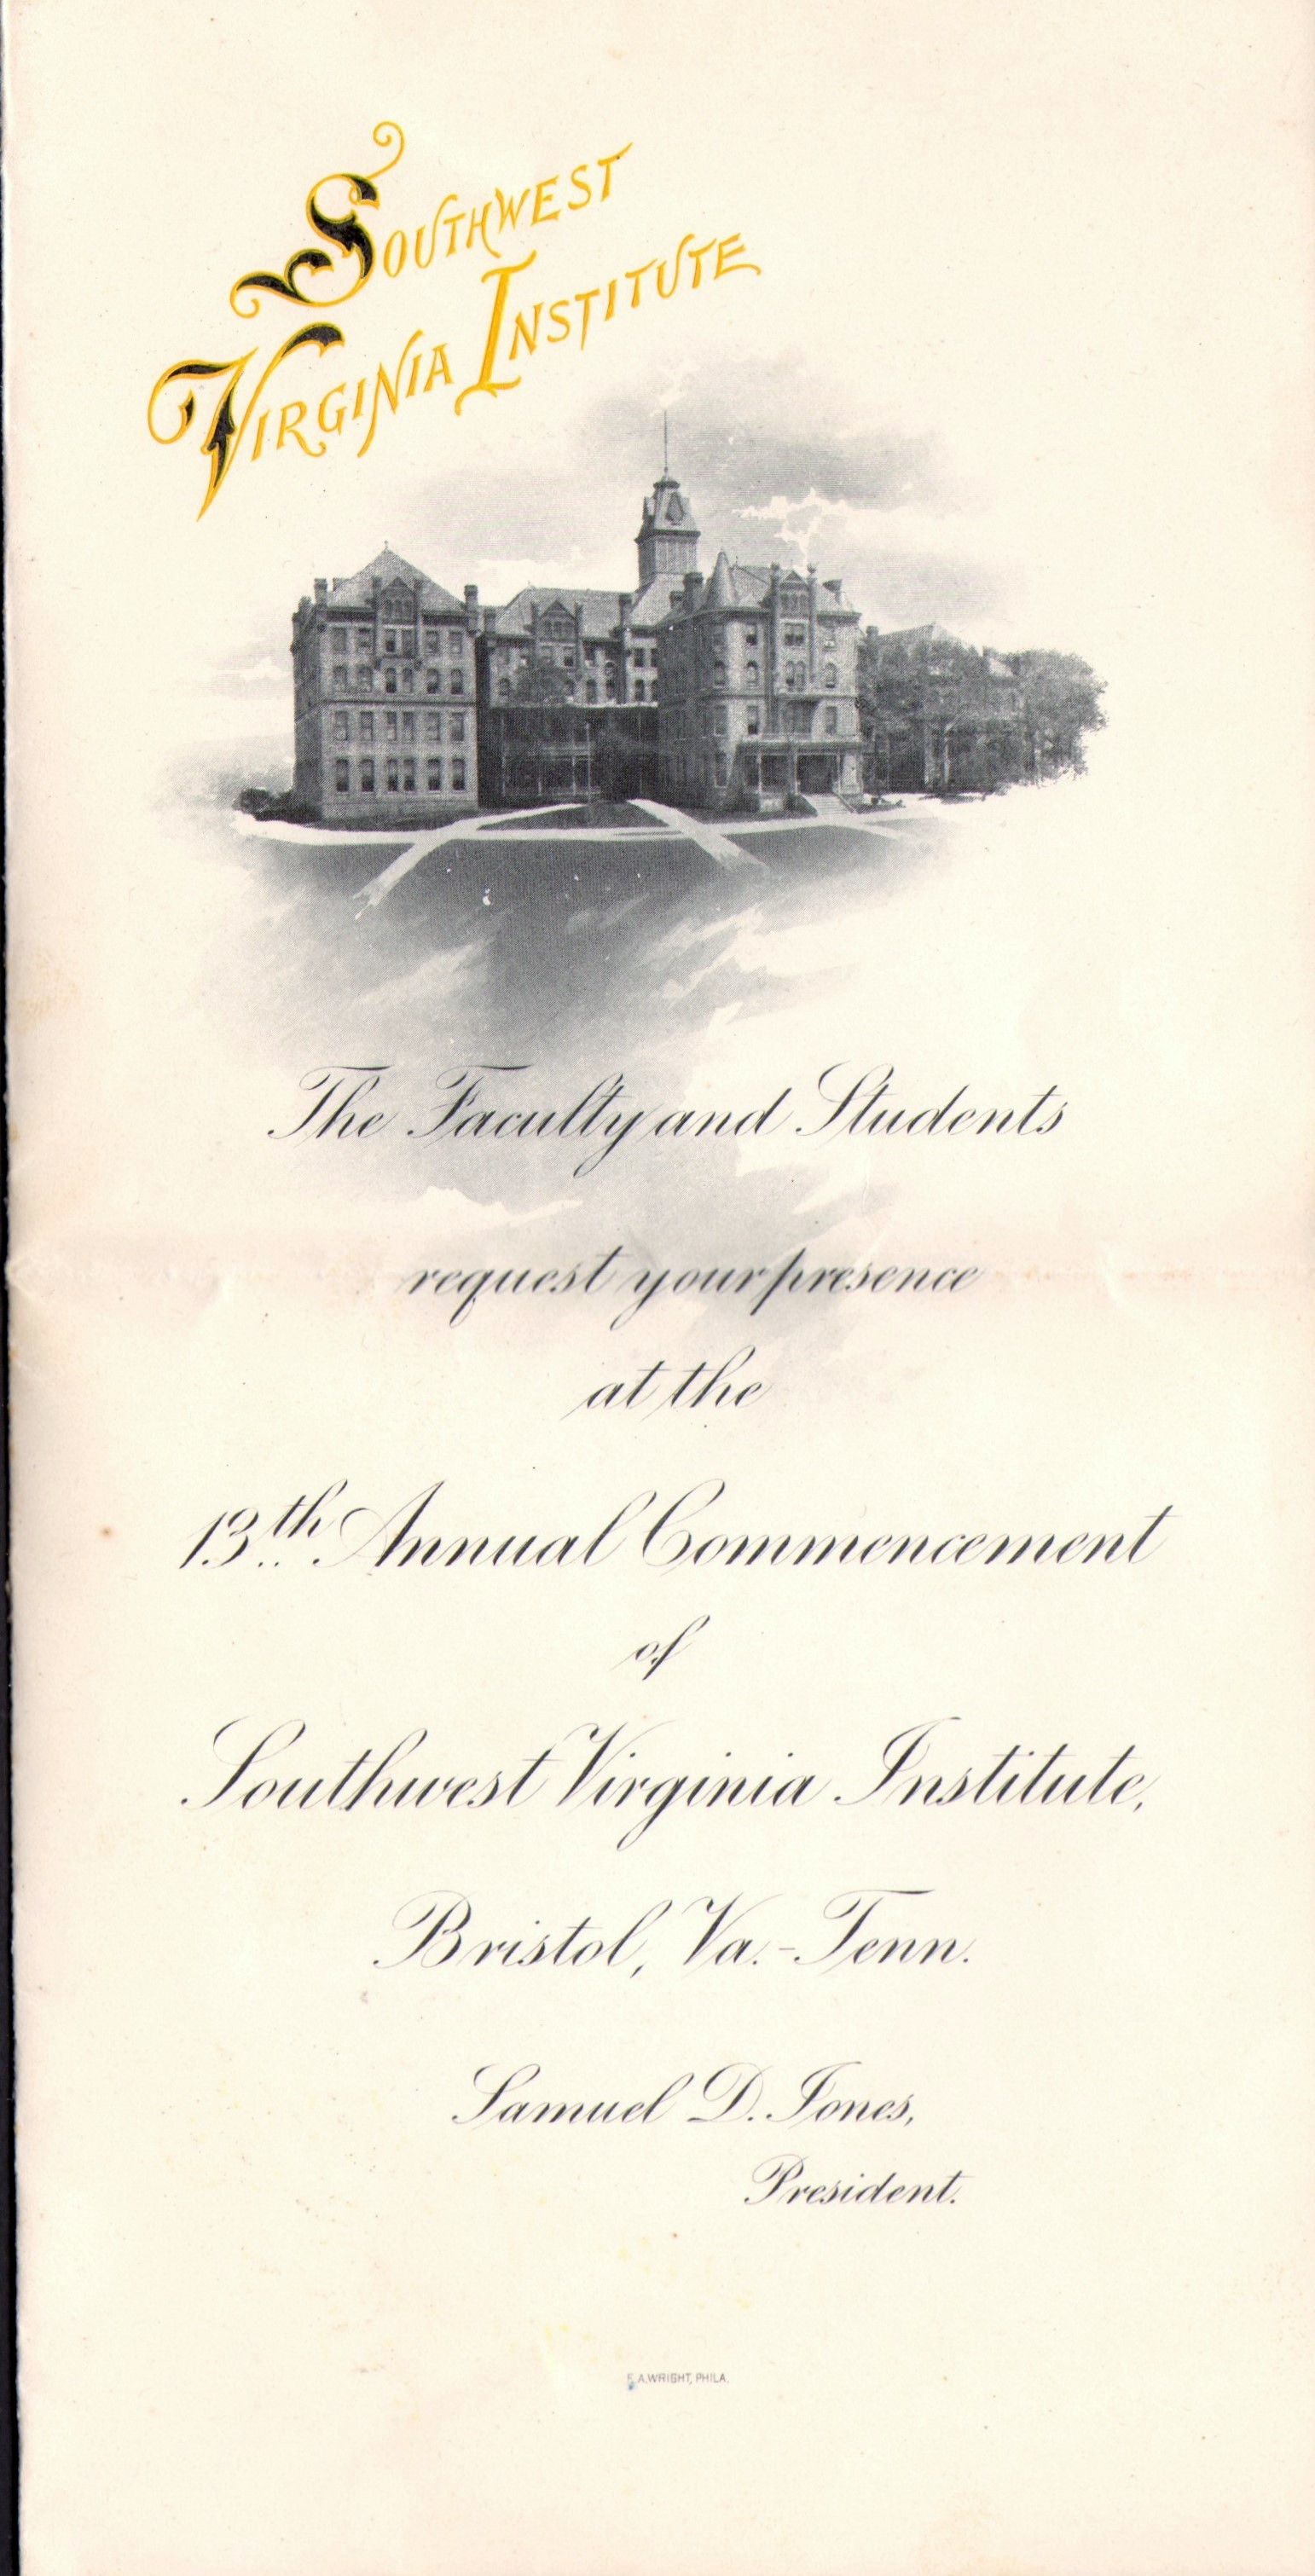 SOUTHWEST
VIRGINIA INSTITUTE
The Faculty and Students
request your presence
at the
13th Annual Commencement
of
Southwest Virginia Institute,
Bristol, Va.-Tenn.
Samuel D. Jones,
President.
E.A.WRIGHT, PHILA.